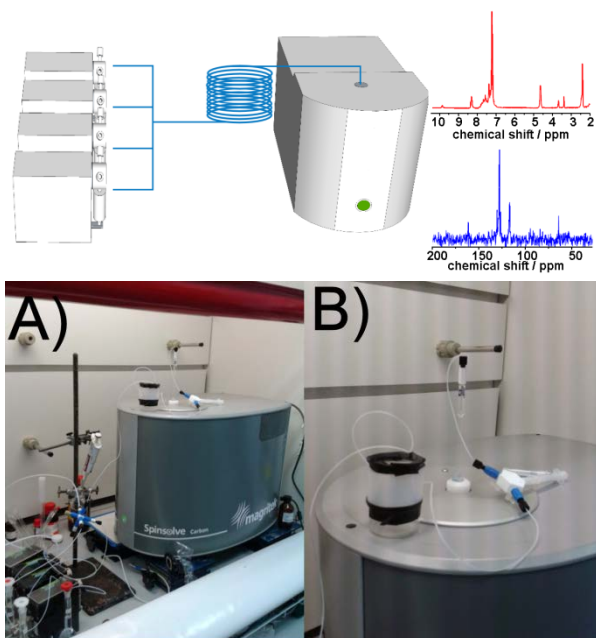 10 9 8 7 6 5 4 3 2
chemical shift / ppm
200 150 100 50
chemical shift / ppm
A)
B)
Spinsolve Carbon
magritek